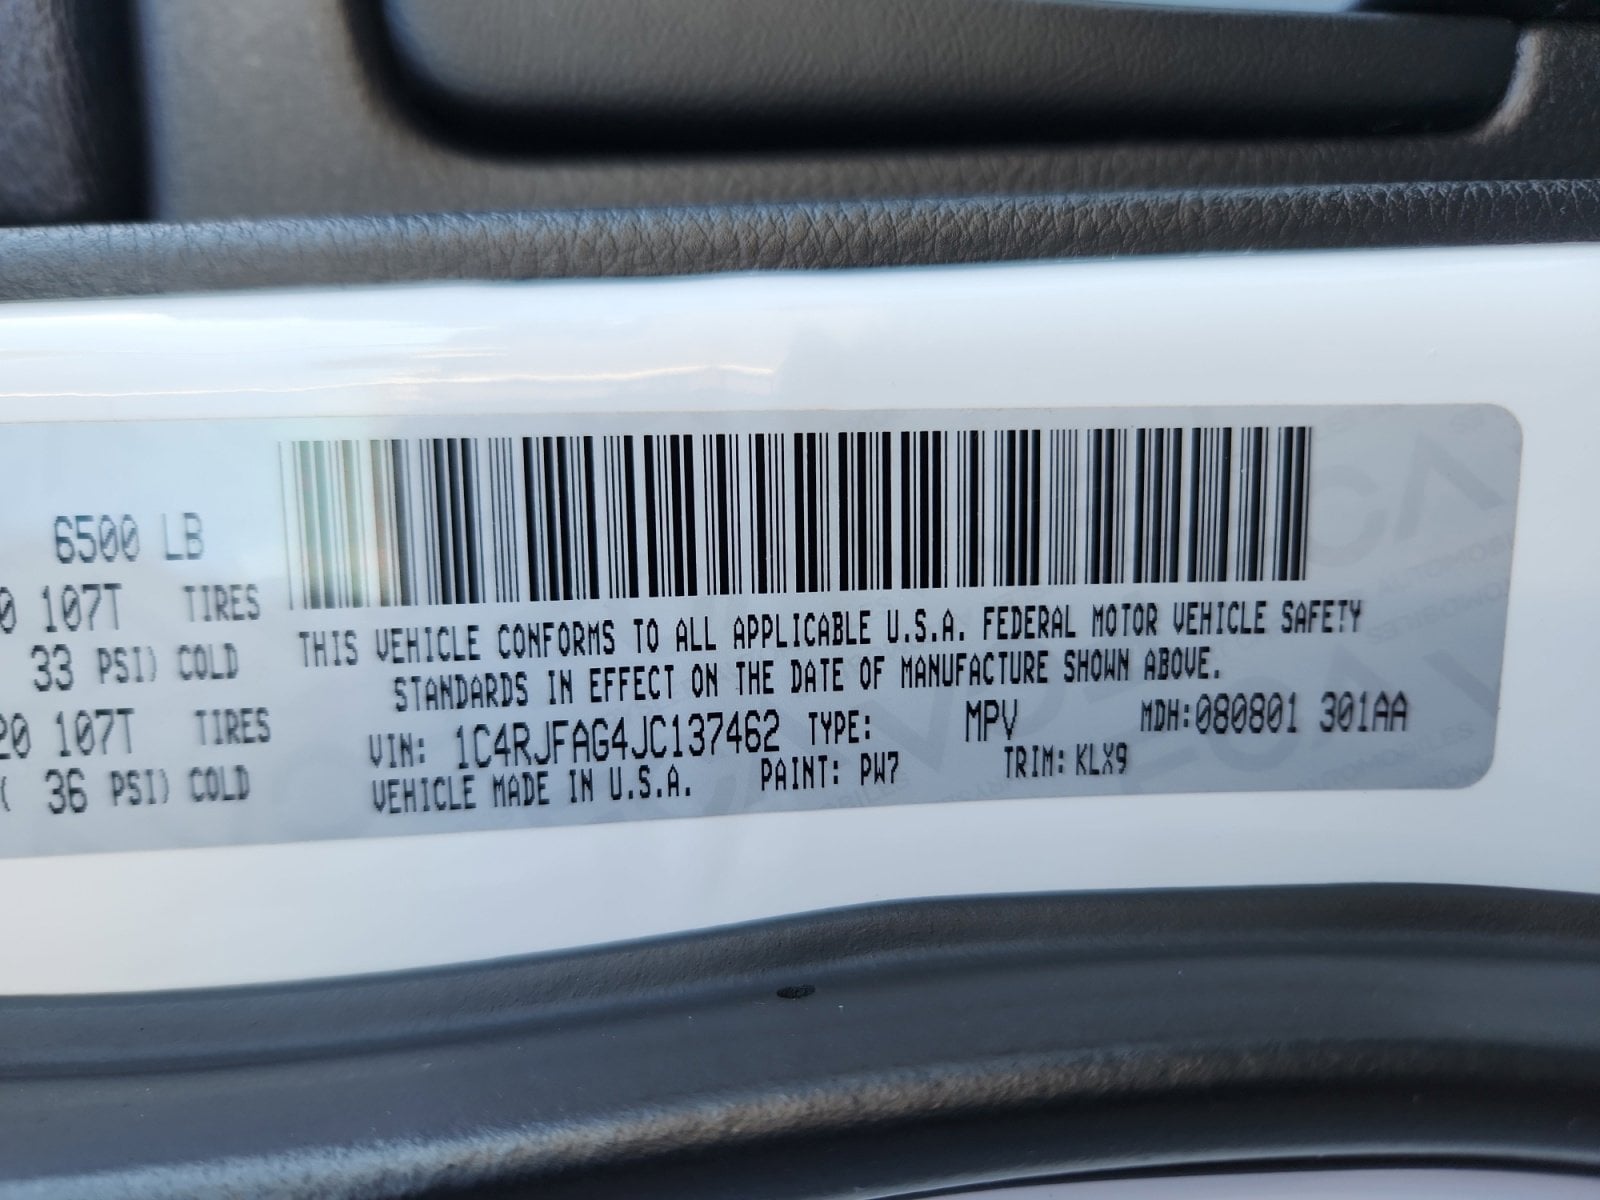 6500 LB
0 107T TIRES
33 PSI) COLD
20 107T TIRES
( 36 PSI) COLD
THIS VEHICLE CONFORMS TO ALL APPLICABLE U.S.A. FEDERAL MOTOR VEHICLE SAFETY
STANDARDS IN EFFECT ON THE DATE OF MANUFACTURE SHOWN ABOVE.
VIN: 1C4RJFAG4JC137462 TYPE: MPV MDH:080801 301AA
VEHICLE MADE IN U.S.A. PAINT: PW7 TRIM: KLX9